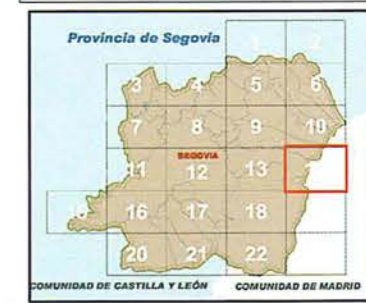 Provincia de Segovia
1 2
3 4 5 6
7 8 9 10
SEGOVIA
11 12 13
16 17 18
20 21 22
COMUNIDAD DE CASTILLA Y LEÓN COMUNIDAD DE MADRID